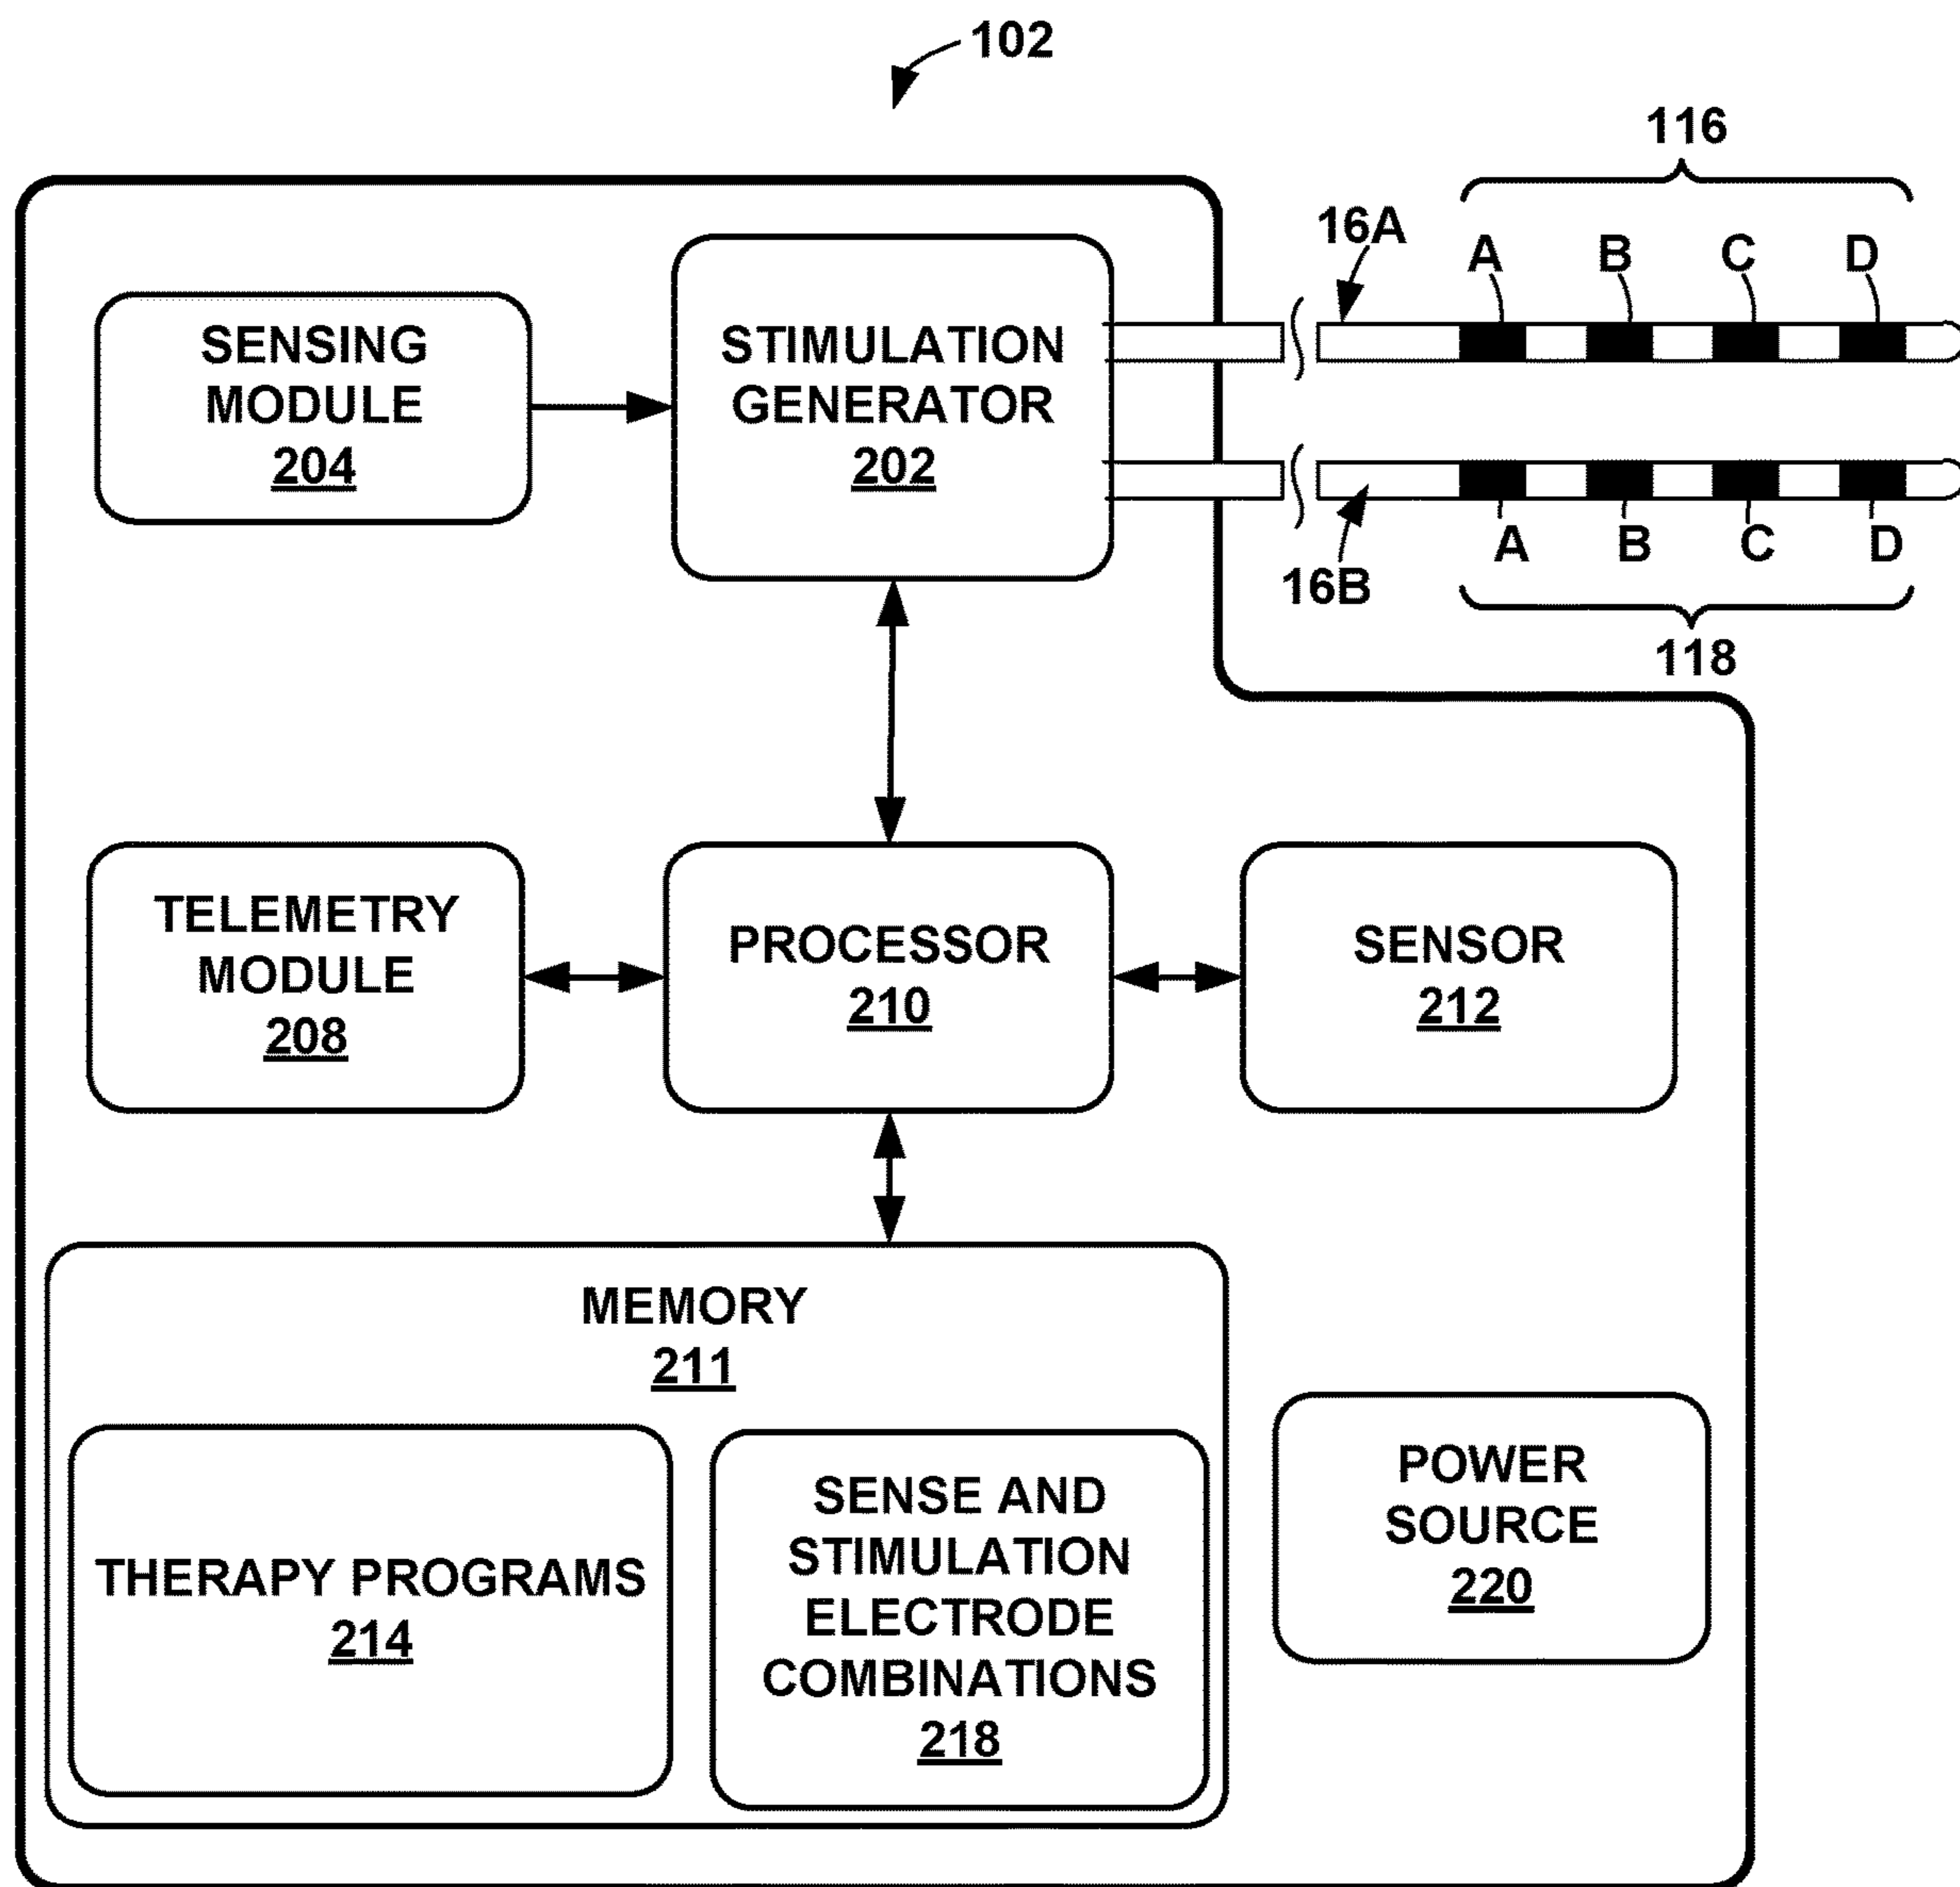 102
116
16A
A B C D
SENSING
MODULE
204
STIMULATION
GENERATOR
202
A B C D
16B
118
TELEMETRY
MODULE
208
PROCESSOR
210
SENSOR
212
MEMORY
211
THERAPY PROGRAMS
214
SENSE AND
STIMULATION
ELECTRODE
COMBINATIONS
218
POWER
SOURCE
220